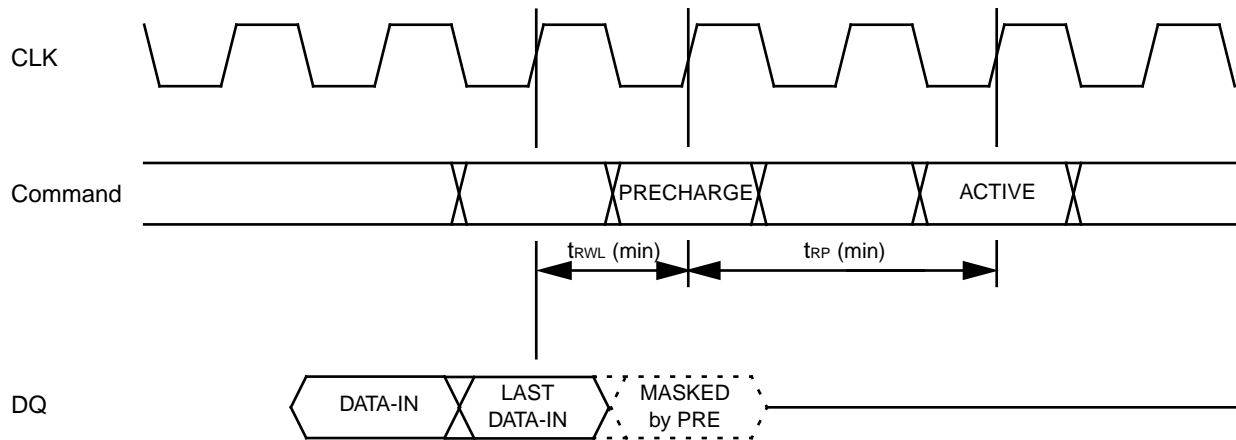 CLK
Command
PRECHARGE
ACTIVE
tRWL (min)
tRP (min)
DQ
DATA-IN
LAST
DATA-IN
MASKED
by PRE